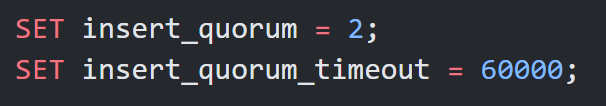 SET insert_quorum = 2;
SET insert_quorum_timeout = 60000;